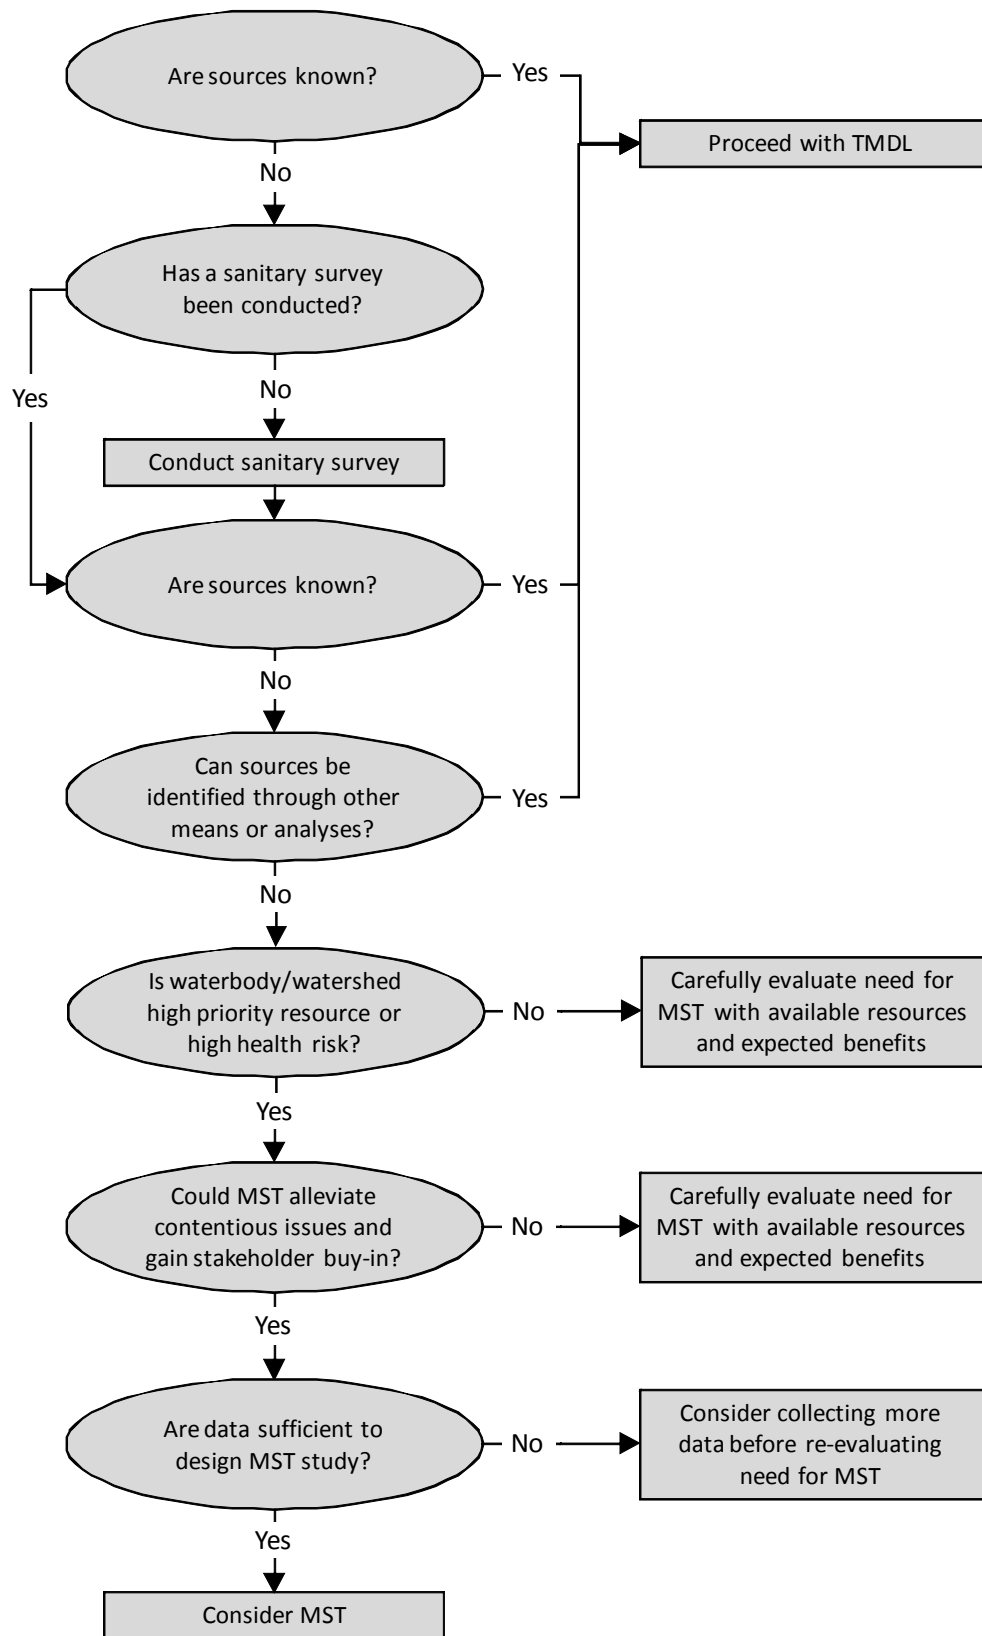 Are sources known?
Yes
Proceed with TMDL
No
Has a sanitary survey
been conducted?
Yes
No
Conduct sanitary survey
Are sources known?
Yes
No
Can sources be
identified through other
means or analyses?
Yes
No
Is waterbody/watershed
high priority resource or
high health risk?
No
Carefully evaluate need for
MST with available resources
and expected benefits
Yes
Could MST alleviate
contentious issues and
gain stakeholder buy-in?
No
Carefully evaluate need for
MST with available resources
and expected benefits
Yes
Are data sufficient to
design MST study?
No
Consider collecting more
data before re-evaluating
need for MST
Yes
Consider MST